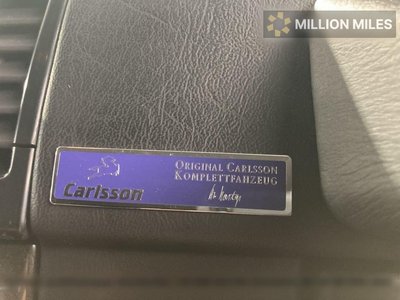 MILLION MILES
ORIGINAL CARLSSON
KOMPLETTFAHZEUG
Carlsson